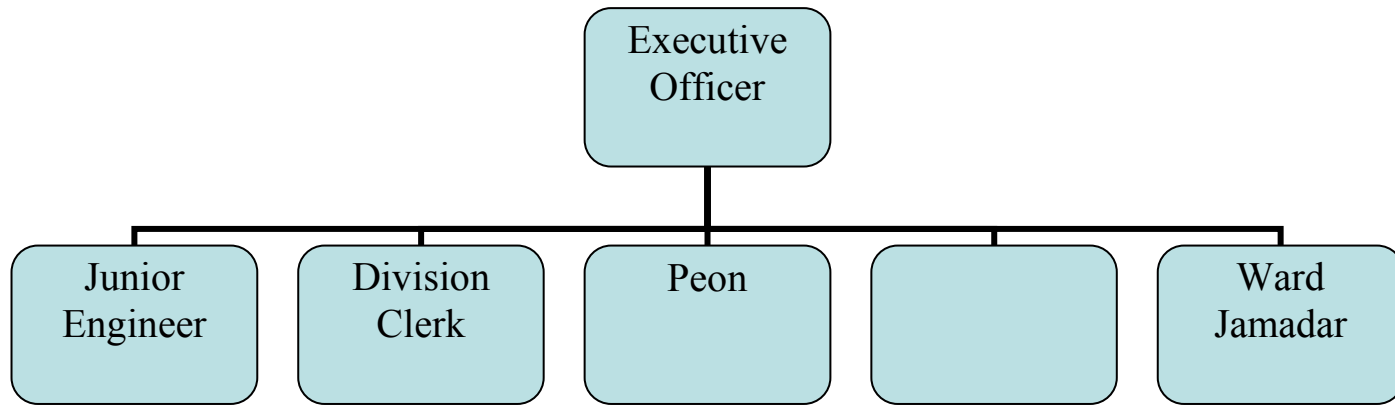 Executive
Officer
Junior
Engineer
Division
Clerk
Peon
Ward
Jamadar